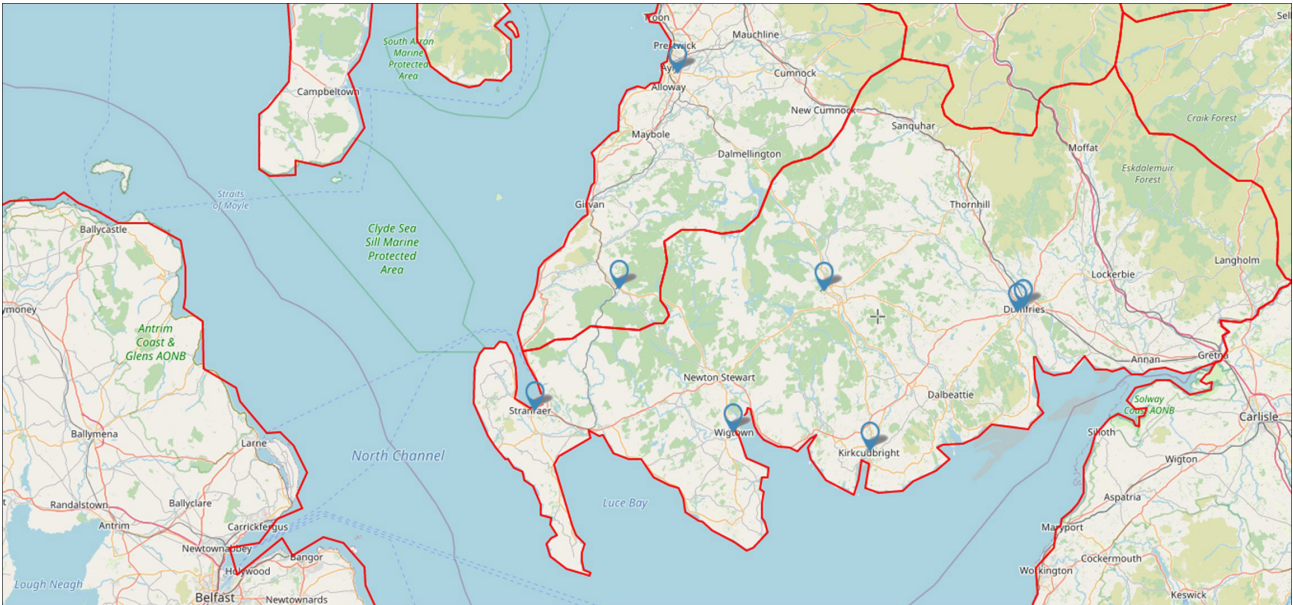 Troon
Sel
South Arran
Marine
Protected
Area
Prestwick
Mauchline
Ayr
Cumnock
Alloway
Campbeltown
New Cumnock
Craik Forest
Sanquhar
Maybole
Moffat
Dalmellington
Eskdalemuir
Forest
Straits
of Moyle
Girvan
Thornhill
Ballycastle
Clyde Sea
Sill Marine
Protected
Area
Langholm
Lockerbie
ymoney
Dumfries
Antrim
Coast &
Glens AONB
Annan
Gretna
Newton Stewart
Dalbeattie
Solway
Coast AONB
Stranraer
Carlisle
Ballymena
Wigtown
Silloth
Larne
Kirkcudbright
North Channel
Wigton
Aspatria
Randalstown
Ballyclare
Luce Bay
Antrim
Carrickfergus
Maryport
Newtownabbey
Bangor
Cockermouth
Holywood
Workington
Lough Neagh
Belfast
Newtownards
Keswick